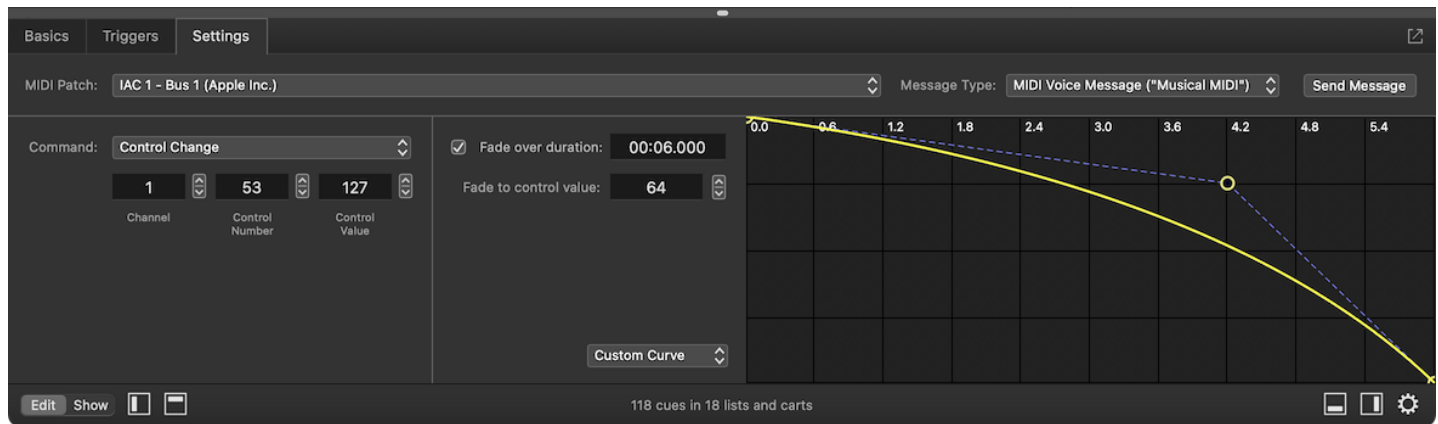 Basics Triggers Settings
MIDI Patch: IAC 1 - Bus 1 (Apple Inc.) Message Type: MIDI Voice Message ("Musical MIDI") Send Message
Command: Control Change
1 53 127
Channel Control Number Control Value
Fade over duration: 00:06.000
Fade to control value: 64
Custom Curve
0.0 0.6 1.2 1.8 2.4 3.0 3.6 4.2 4.8 5.4
Edit Show 118 cues in 18 lists and carts